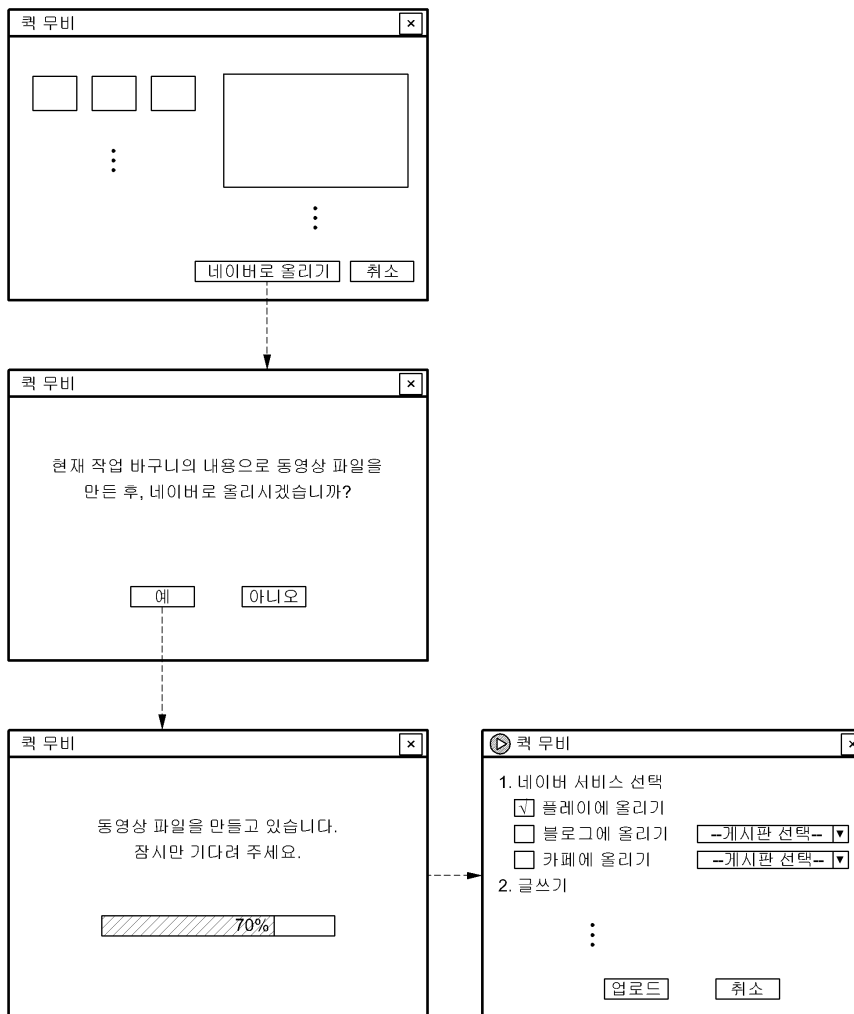 퀵 무비 ×
네이버로 올리기 취소
퀵 무비 ×
현재 작업 바구니의 내용으로 동영상 파일을
만든 후, 네이버로 올리시겠습니까?
예 아니오
퀵 무비 ×
동영상 파일을 만들고 있습니다.
잠시만 기다려 주세요.
70%
퀵 무비 ×
1. 네이버 서비스 선택
√ 플레이에 올리기
블로그에 올리기 --게시판 선택-- ▼
카페에 올리기 --게시판 선택-- ▼
2. 글쓰기
업로드 취소